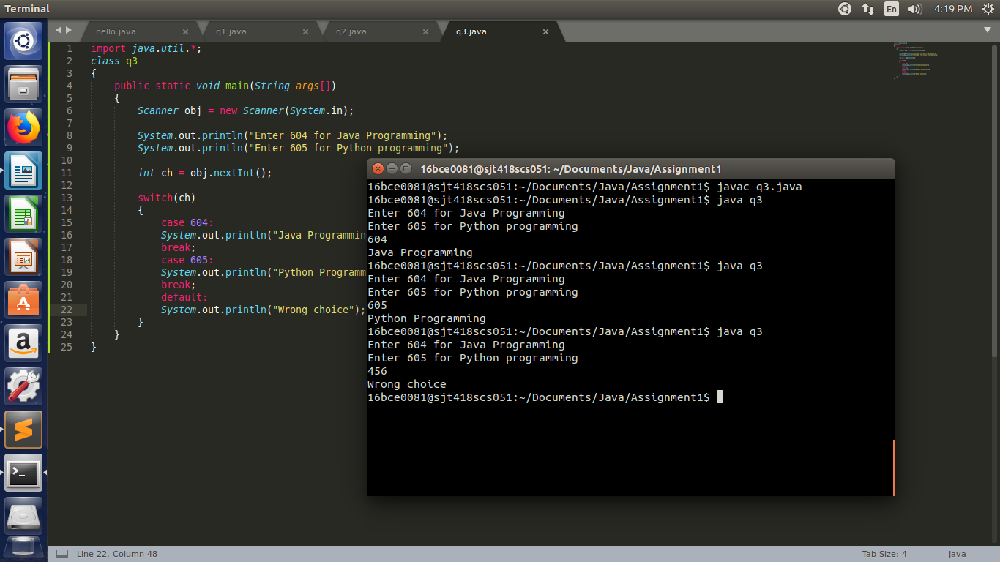 Terminal
En
4:19 PM
hello.java
q1.java
q2.java
q3.java
1 import java.util.*;
2 class q3
3 {
4 public static void main(String args[])
5 {
6 Scanner obj = new Scanner(System.in);
7
8 System.out.println("Enter 604 for Java Programming");
9 System.out.println("Enter 605 for Python programming");
10
11 int ch = obj.nextInt();
12
13 switch(ch)
14 {
15 case 604:
16 System.out.println("Java Programmin
17 break;
18 case 605:
19 System.out.println("Python Programm
20 break;
21 default:
22 System.out.println("Wrong choice");
23 }
24 }
25 }
16bce0081@sjt418scs051: ~/Documents/Java/Assignment1
16bce0081@sjt418scs051:~/Documents/Java/Assignment1$ javac q3.java
16bce0081@sjt418scs051:~/Documents/Java/Assignment1$ java q3
Enter 604 for Java Programming
Enter 605 for Python programming
604
Java Programming
16bce0081@sjt418scs051:~/Documents/Java/Assignment1$ java q3
Enter 604 for Java Programming
Enter 605 for Python programming
605
Python Programming
16bce0081@sjt418scs051:~/Documents/Java/Assignment1$ java q3
Enter 604 for Java Programming
Enter 605 for Python programming
456
Wrong choice
16bce0081@sjt418scs051:~/Documents/Java/Assignment1$
Line 22, Column 48
Tab Size: 4
Java